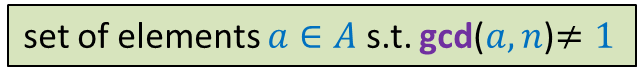 set of elements a ∈ A s.t. gcd(a, n)≠ 1